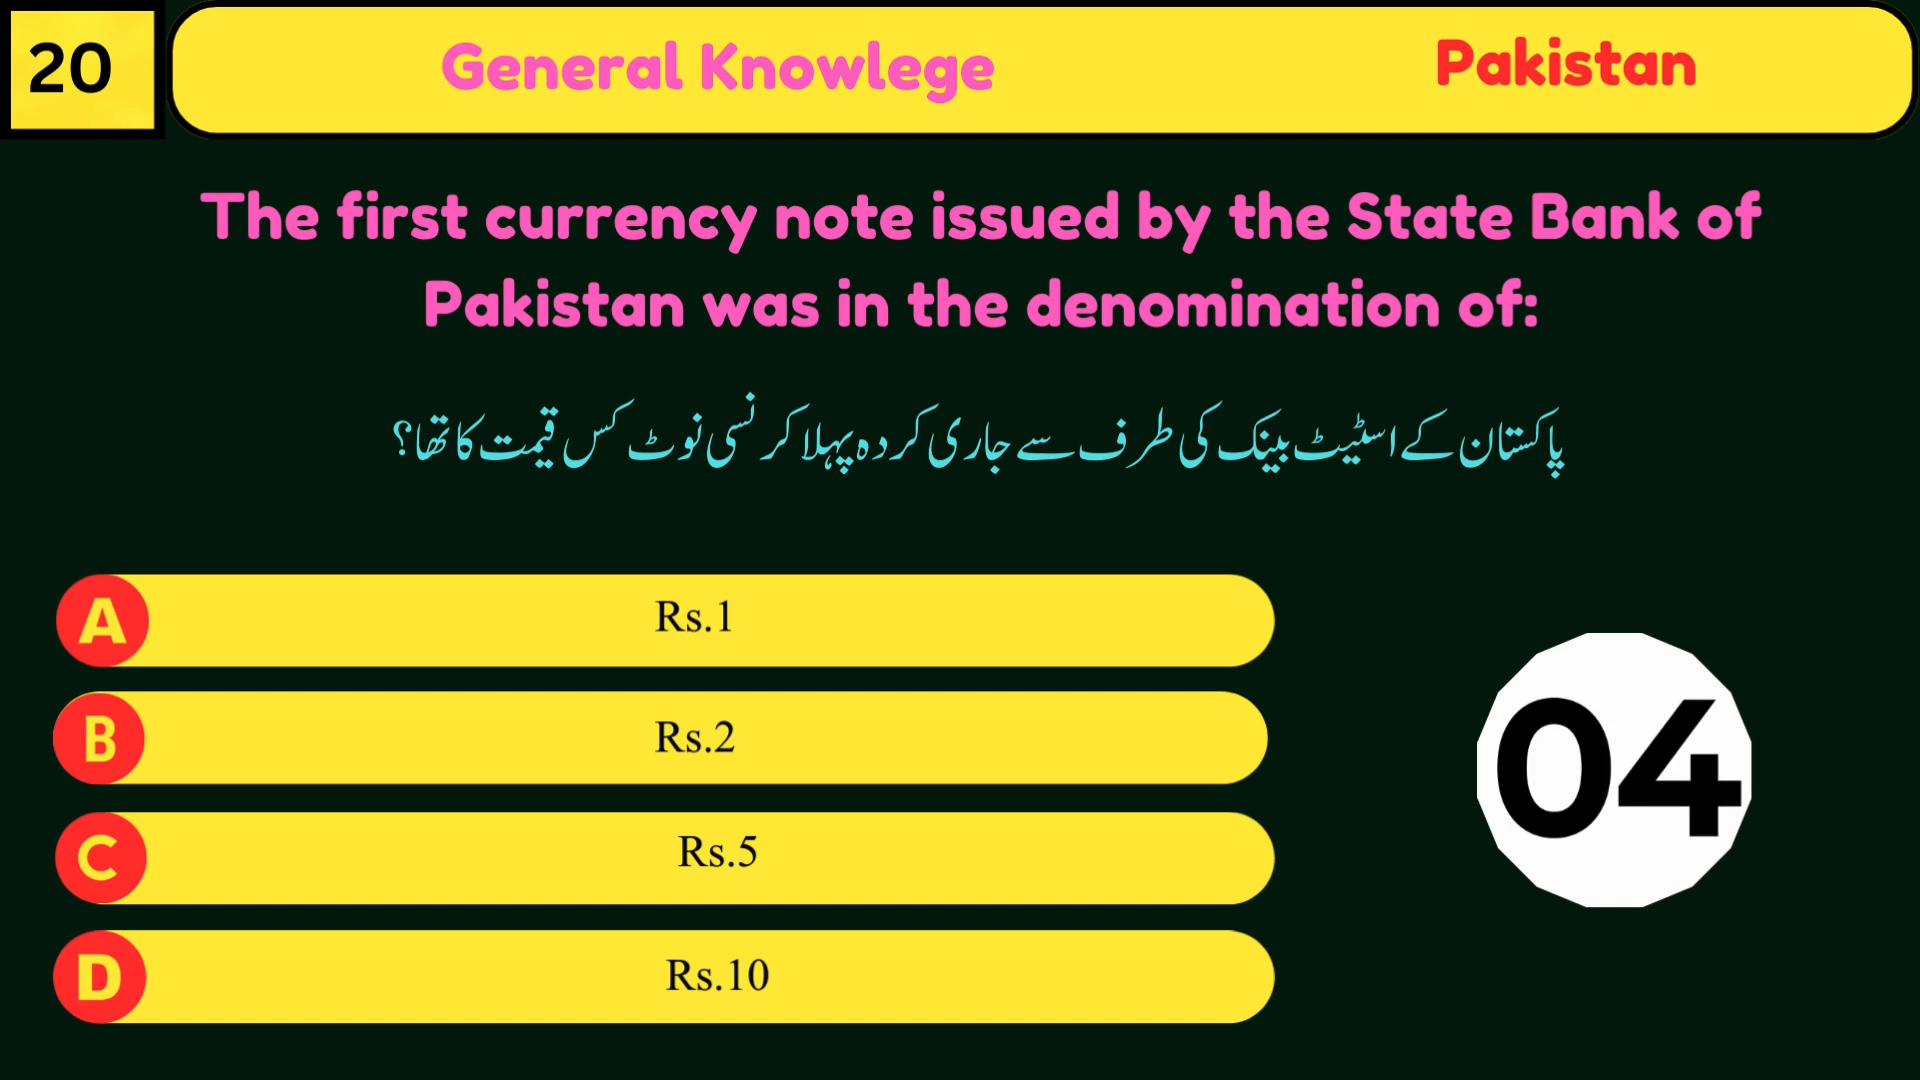 20
General Knowlege
Pakistan
The first currency note issued by the State Bank of
Pakistan was in the denomination of:
پاکستان کے اسٹیٹ بینک کی طرف سے جاری کردہ پہلا کرنسی نوٹ کس قیمت کا تھا؟
A
Rs.1
B
Rs.2
C
Rs.5
D
Rs.10
04